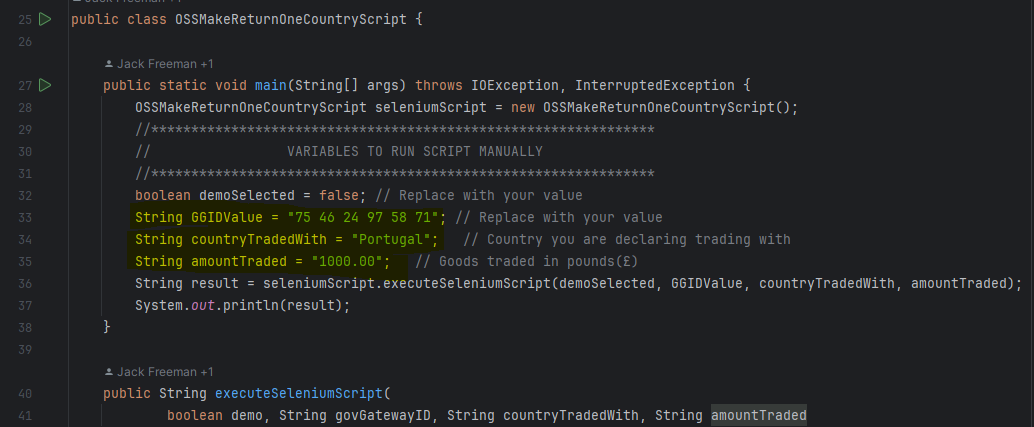 Jack Freeman +1
25 public class OSSMakeReturnOneCountryScript {
26
Jack Freeman +1
27 public static void main(String[] args) throws IOException, InterruptedException {
28 OSSMakeReturnOneCountryScript seleniumScript = new OSSMakeReturnOneCountryScript();
29 //***************************************************************
30 // VARIABLES TO RUN SCRIPT MANUALLY
31 //***************************************************************
32 boolean demoSelected = false; // Replace with your value
33 String GGIDValue = "75 46 24 97 58 71"; // Replace with your value
34 String countryTradedWith = "Portugal"; // Country you are declaring trading with
35 String amountTraded = "1000.00"; // Goods traded in pounds(£)
36 String result = seleniumScript.executeSeleniumScript(demoSelected, GGIDValue, countryTradedWith, amountTraded);
37 System.out.println(result);
38 }
39
Jack Freeman +1
40 public String executeSeleniumScript(
41 boolean demo, String govGatewayID, String countryTradedWith, String amountTraded